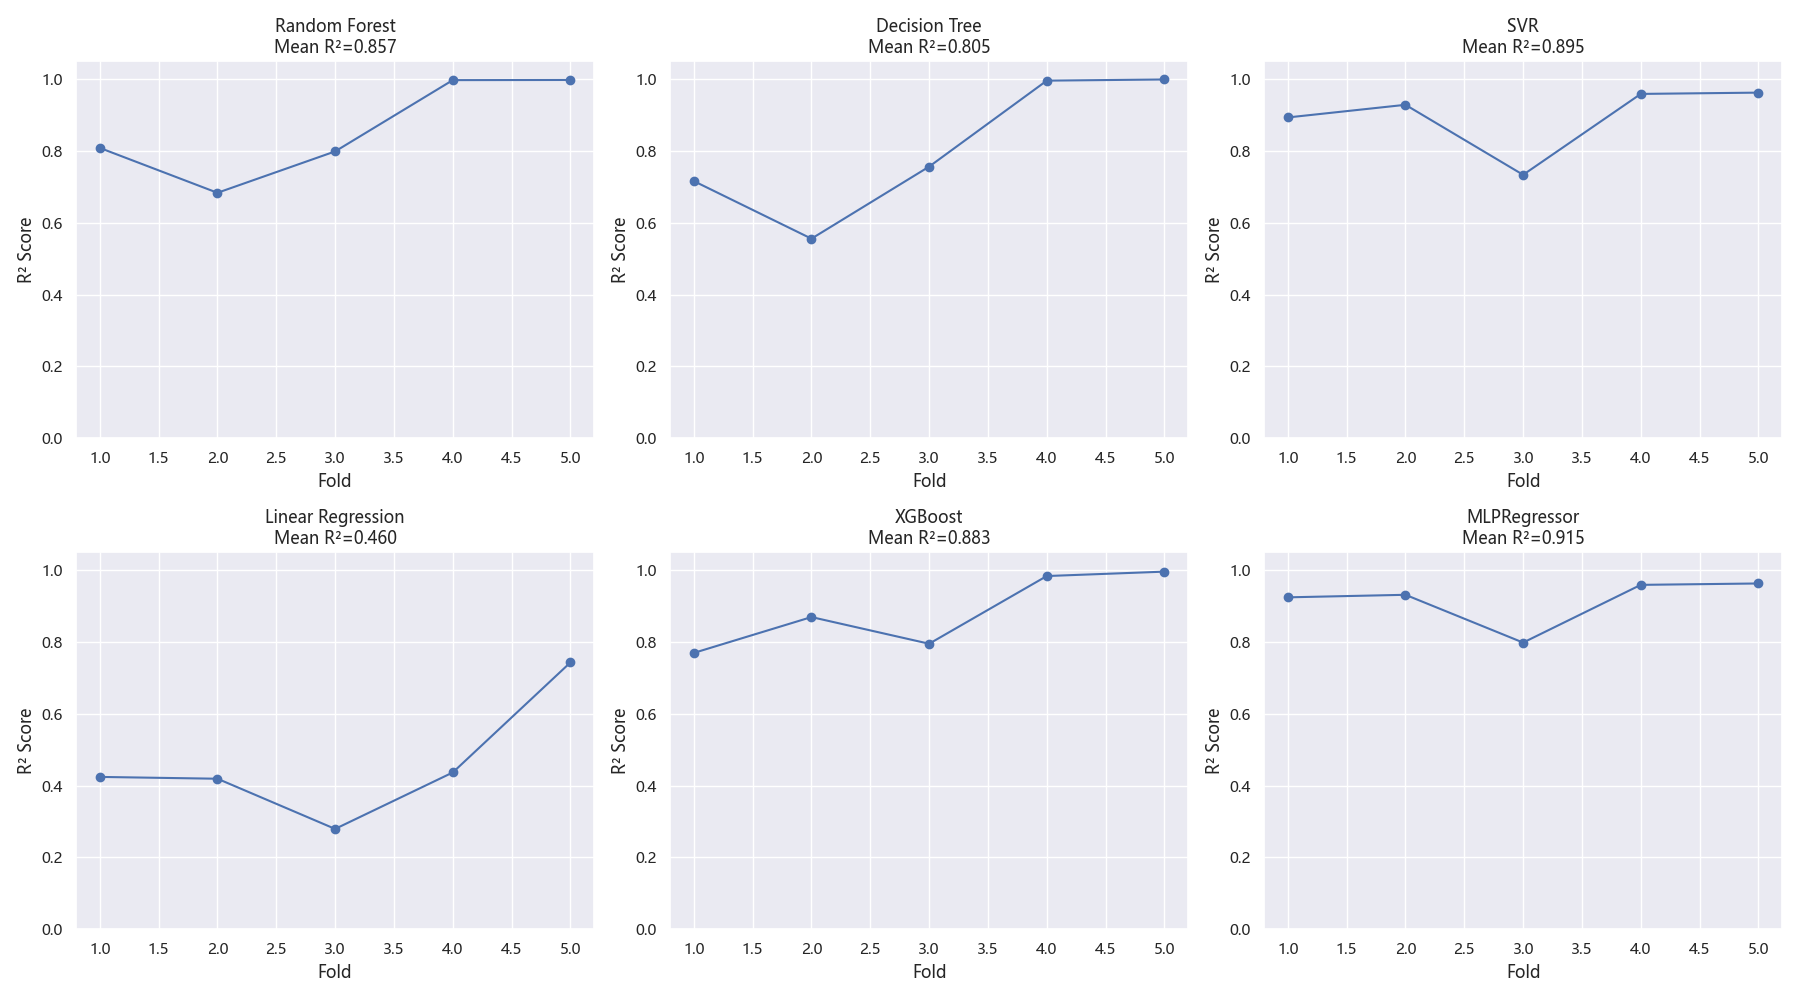 Random Forest
Mean R²=0.857
1.0
0.8
0.6
0.4
0.2
0.0
R² Score
1.0 1.5 2.0 2.5 3.0 3.5 4.0 4.5 5.0
Fold
Decision Tree
Mean R²=0.805
1.0
0.8
0.6
0.4
0.2
0.0
R² Score
1.0 1.5 2.0 2.5 3.0 3.5 4.0 4.5 5.0
Fold
SVR
Mean R²=0.895
1.0
0.8
0.6
0.4
0.2
0.0
R² Score
1.0 1.5 2.0 2.5 3.0 3.5 4.0 4.5 5.0
Fold
Linear Regression
Mean R²=0.460
1.0
0.8
0.6
0.4
0.2
0.0
R² Score
1.0 1.5 2.0 2.5 3.0 3.5 4.0 4.5 5.0
Fold
XGBoost
Mean R²=0.883
1.0
0.8
0.6
0.4
0.2
0.0
R² Score
1.0 1.5 2.0 2.5 3.0 3.5 4.0 4.5 5.0
Fold
MLPRegressor
Mean R²=0.915
1.0
0.8
0.6
0.4
0.2
0.0
R² Score
1.0 1.5 2.0 2.5 3.0 3.5 4.0 4.5 5.0
Fold